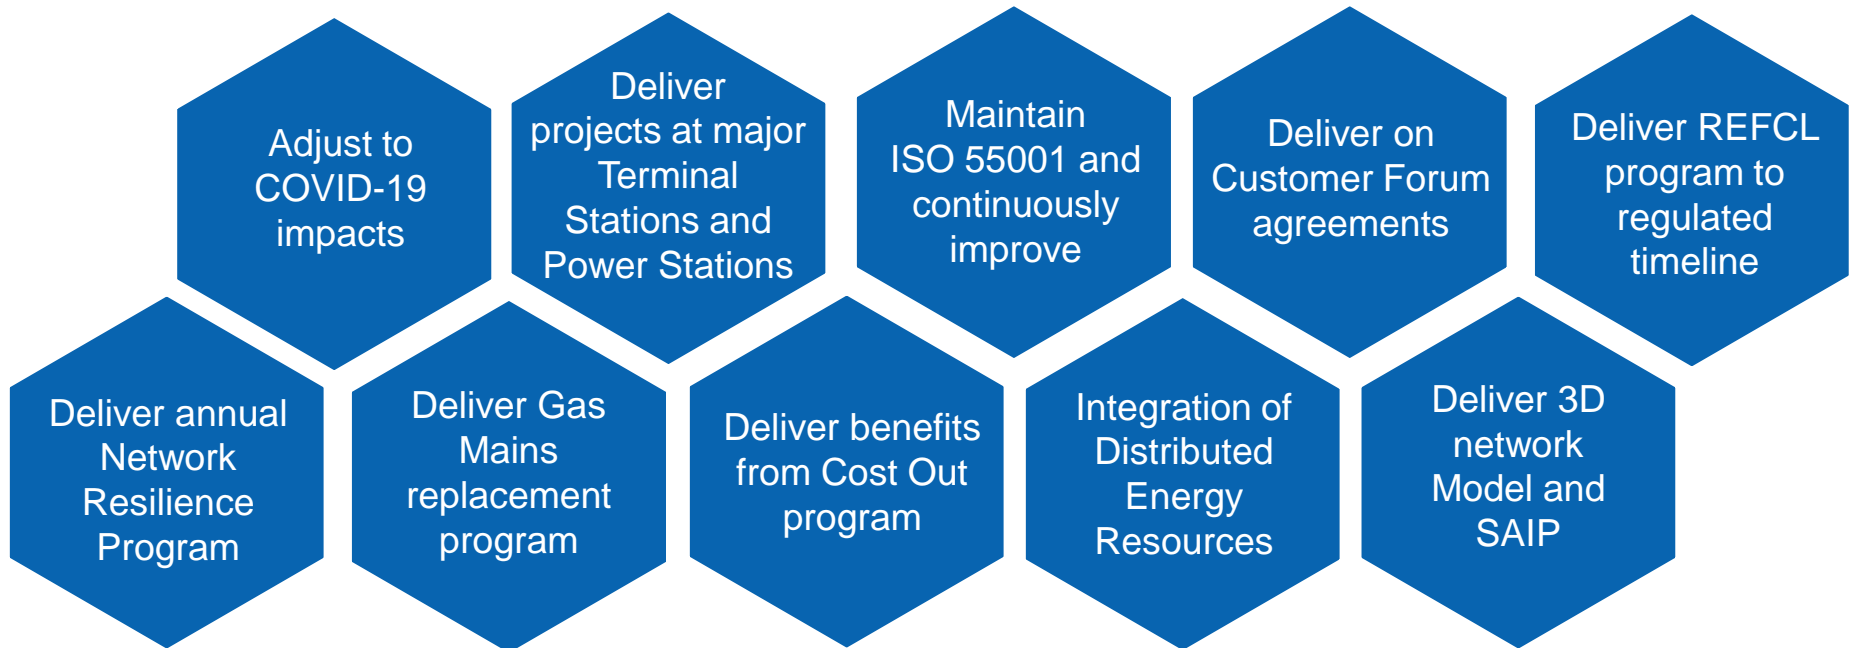 Adjust to
COVID-19
impacts
Deliver
projects at major
Terminal
Stations and
Power Stations
Maintain
ISO 55001 and
continuously
improve
Deliver on
Customer Forum
agreements
Deliver REFCL
program to
regulated
timeline
Deliver annual
Network
Resilience
Program
Deliver Gas
Mains
replacement
program
Deliver benefits
from Cost Out
program
Integration of
Distributed
Energy
Resources
Deliver 3D
network
Model and
SAIP